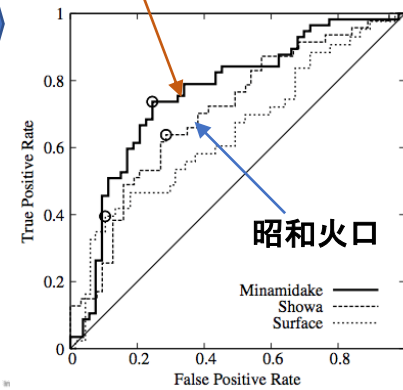 1
0.8
0.6
0.4
0.2
0
True Positive Rate
昭和火口
Minamidake
Showa
Surface
0 0.2 0.4 0.6 0.8
False Positive Rate